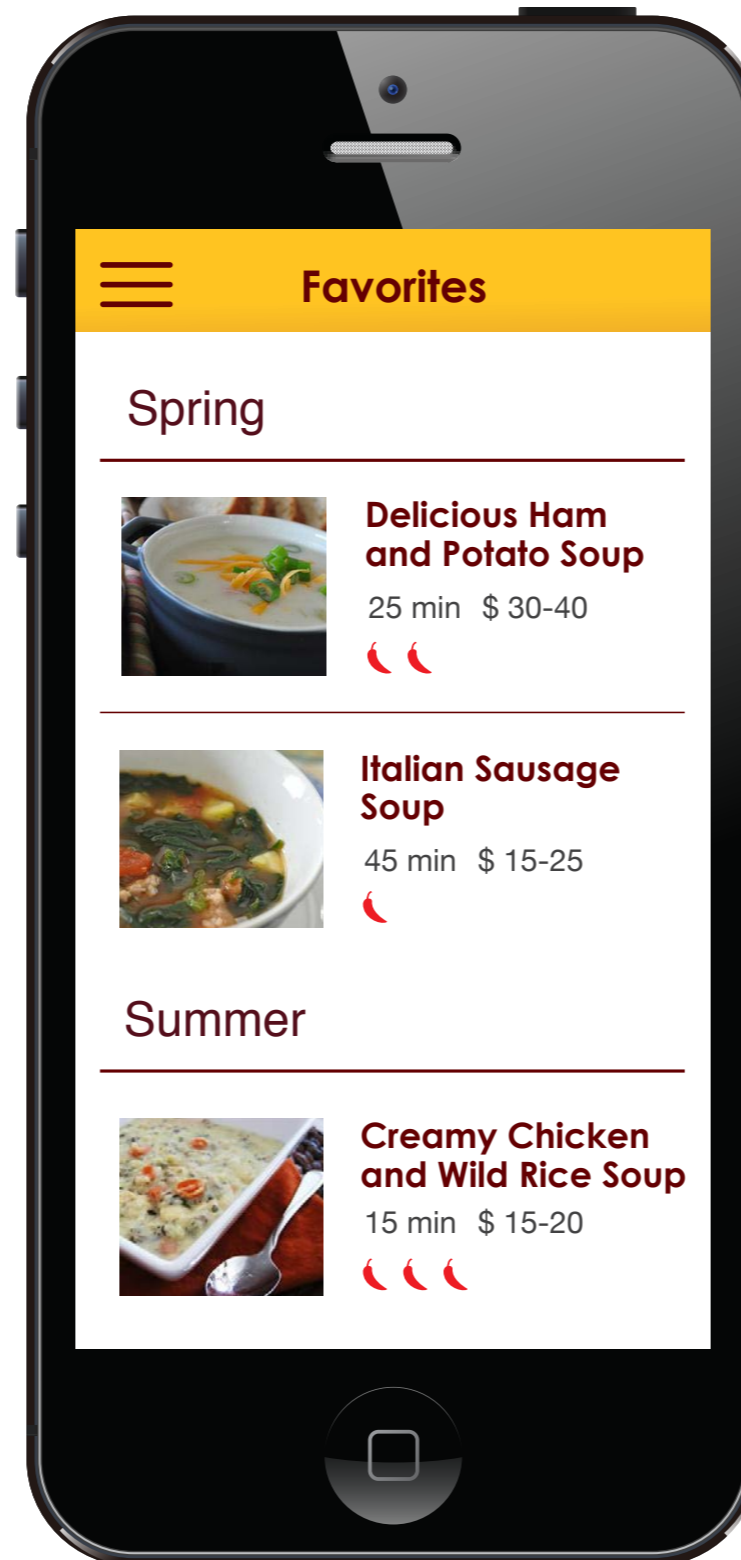 Favorites
Spring
Delicious Ham
and Potato Soup
25 min $ 30-40
Italian Sausage
Soup
45 min $ 15-25
Summer
Creamy Chicken
and Wild Rice Soup
15 min $ 15-20